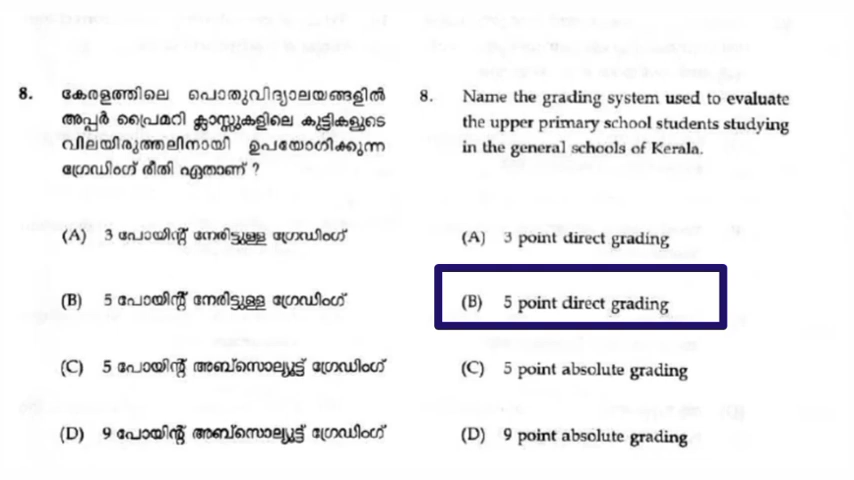 8. കേരളത്തിലെ പൊതുവിദ്യാലയങ്ങളിൽ
അപ്പർ പ്രൈമറി ക്ലാസ്സുകളിലെ കുട്ടികളുടെ
വിലയിരുത്തലിനായി ഉപയോഗിക്കുന്ന
ഗ്രേഡിംഗ് രീതി ഏതാണ് ?
(A) 3 പോയിന്റ് നേരിട്ടുള്ള ഗ്രേഡിംഗ്
(B) 5 പോയിന്റ് നേരിട്ടുള്ള ഗ്രേഡിംഗ്
(C) 5 പോയിന്റ് അബ്സൊല്യൂട്ട് ഗ്രേഡിംഗ്
(D) 9 പോയിന്റ് അബ്സൊല്യൂട്ട് ഗ്രേഡിംഗ്
8. Name the grading system used to evaluate
the upper primary school students studying
in the general schools of Kerala.
(A) 3 point direct grading
(B) 5 point direct grading
(C) 5 point absolute grading
(D) 9 point absolute grading